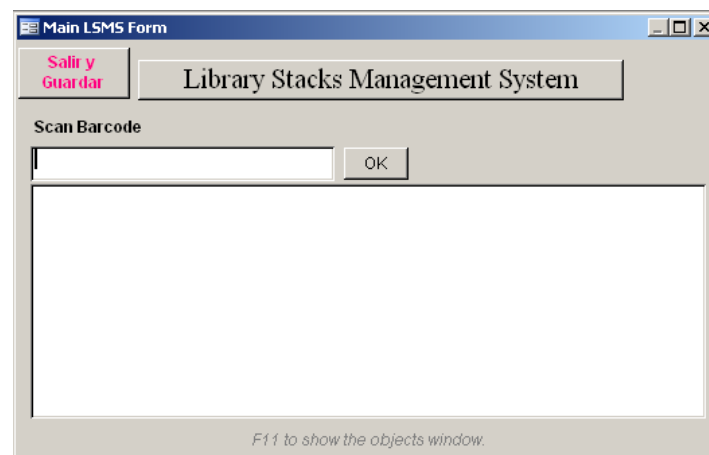 Main LSMS Form
Salir y
Guardar
Library Stacks Management System
Scan Barcode
OK
F11 to show the objects window.